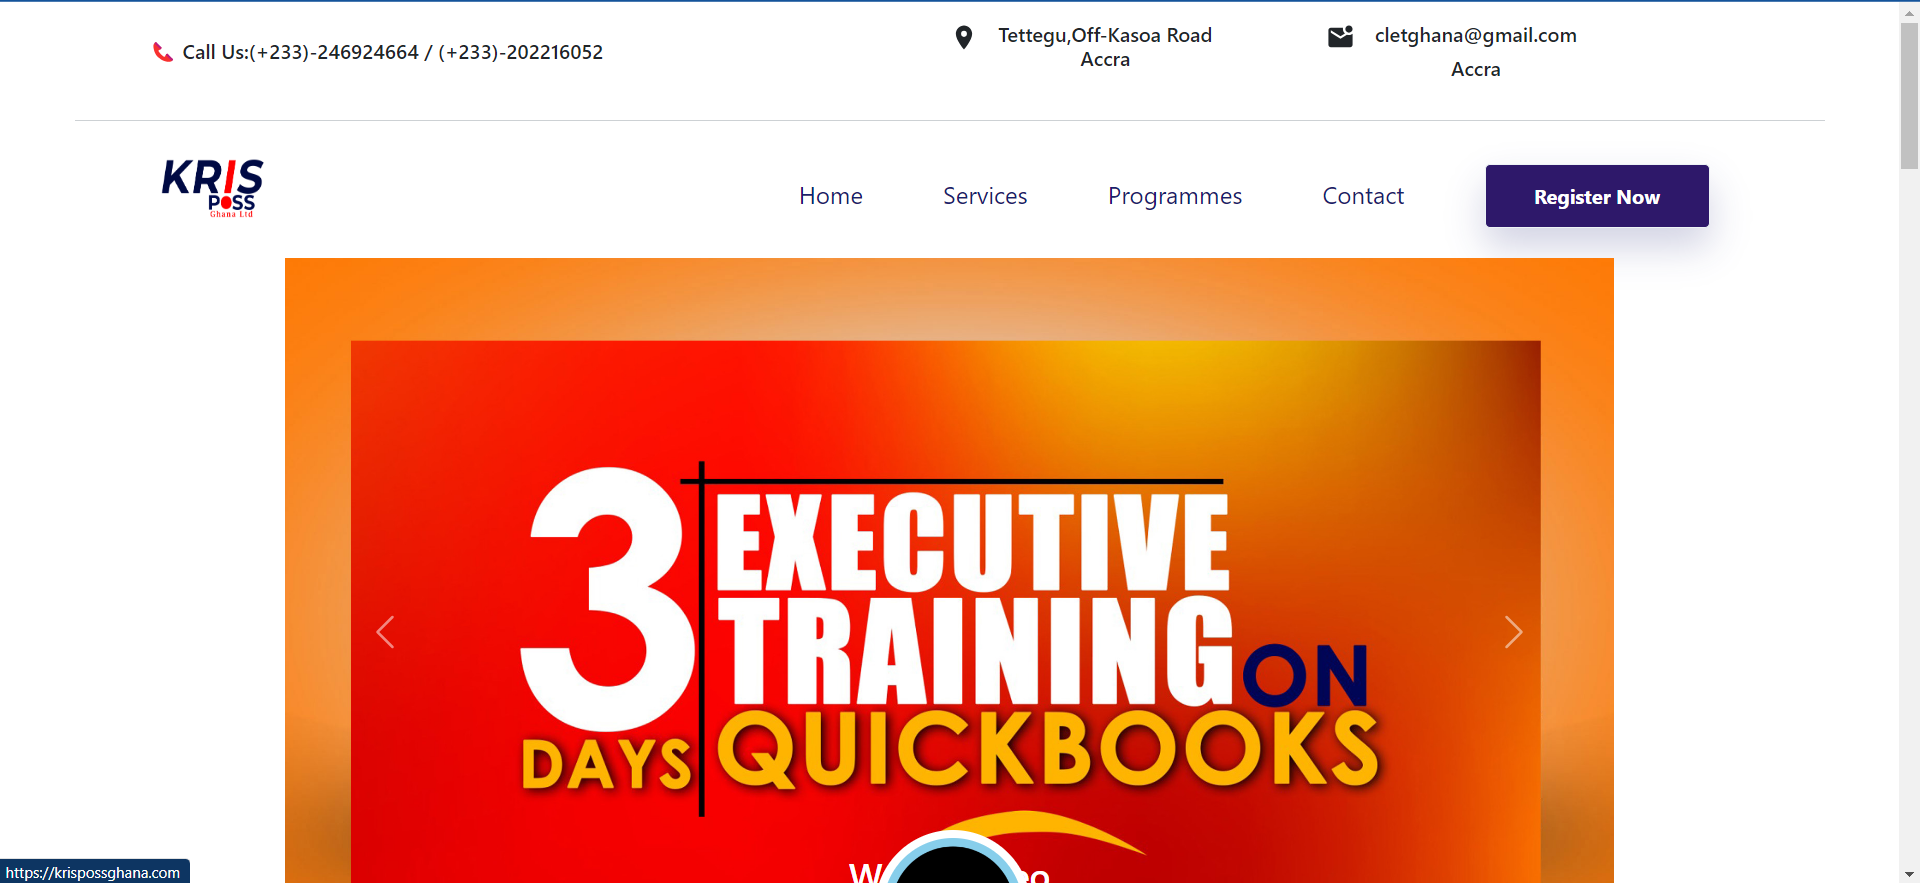 Call Us:(+233)-246924664 / (+233)-202216052
Tettegu,Off-Kasoa Road
Accra
cletghana@gmail.com
Accra
KRIS
POSS
Ghana Ltd
Home
Services
Programmes
Contact
Register Now
3
DAYS
EXECUTIVE
TRAINING
ON
QUICKBOOKS
https://krispossghana.com